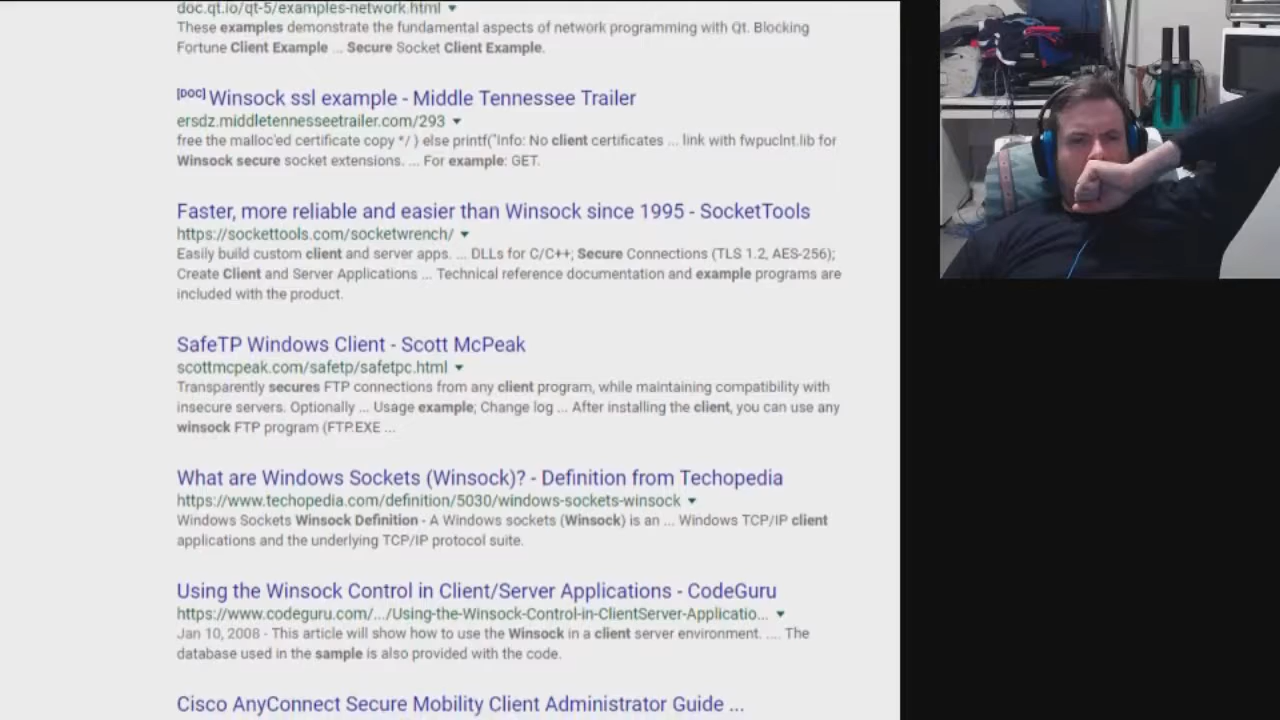 doc.qt.io/qt-5/examples-network.html
These examples demonstrate the fundamental aspects of network programming with Qt. Blocking
Fortune Client Example ... Secure Socket Client Example.
[DOC] Winsock ssl example - Middle Tennessee Trailer
ersdz.middletennesseetrailer.com/293
free the malloc'ed certificate copy */ ) else printf("Info: No client certificates ... link with fwpuclnt.lib for
Winsock secure socket extensions. ... For example: GET.
Faster, more reliable and easier than Winsock since 1995 - SocketTools
https://sockettools.com/socketwrench/
Easily build custom client and server apps. ... DLLs for C/C++; Secure Connections (TLS 1.2, AES-256);
Create Client and Server Applications ... Technical reference documentation and example programs are
included with the product.
SafeTP Windows Client - Scott McPeak
scottmcpeak.com/safetp/safetpc.html
Transparently secures FTP connections from any client program, while maintaining compatibility with
insecure servers. Optionally ... Usage example; Change log ... After installing the client, you can use any
winsock FTP program (FTP.EXE ...
What are Windows Sockets (Winsock)? - Definition from Techopedia
https://www.techopedia.com/definition/5030/windows-sockets-winsock
Windows Sockets Winsock Definition - A Windows sockets (Winsock) is an ... Windows TCP/IP client
applications and the underlying TCP/IP protocol suite.
Using the Winsock Control in Client/Server Applications - CodeGuru
https://www.codeguru.com/.../Using-the-Winsock-Control-in-ClientServer-Applicatio...
Jan 10, 2008 - This article will show how to use the Winsock in a client server environment. .... The
database used in the sample is also provided with the code.
Cisco AnyConnect Secure Mobility Client Administrator Guide ...